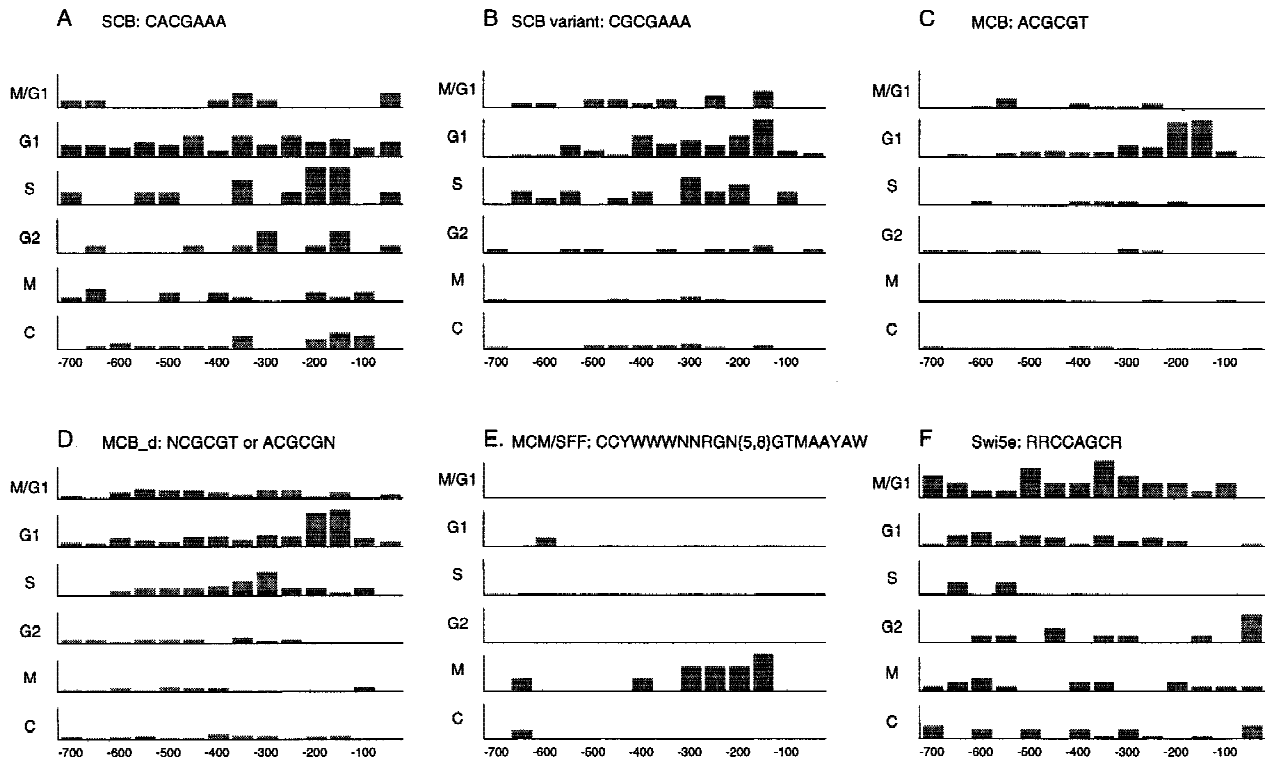 A SCB: CACGAAA
M/G1
G1
S
G2
M
C
-700 -600 -500 -400 -300 -200 -100
B SCB variant: CGCGAAA
M/G1
G1
S
G2
M
C
-700 -600 -500 -400 -300 -200 -100
C MCB: ACGCGT
M/G1
G1
S
G2
M
C
-700 -600 -500 -400 -300 -200 -100
D MCB_d: NCGCGT or ACGCGN
M/G1
G1
S
G2
M
C
-700 -600 -500 -400 -300 -200 -100
E. MCM/SFF: CCYWWWNNRGN{5,8}GTMAAYAW
M/G1
G1
S
G2
M
C
-700 -600 -500 -400 -300 -200 -100
F Swi5e: RRCCAGCR
M/G1
G1
S
G2
M
C
-700 -600 -500 -400 -300 -200 -100